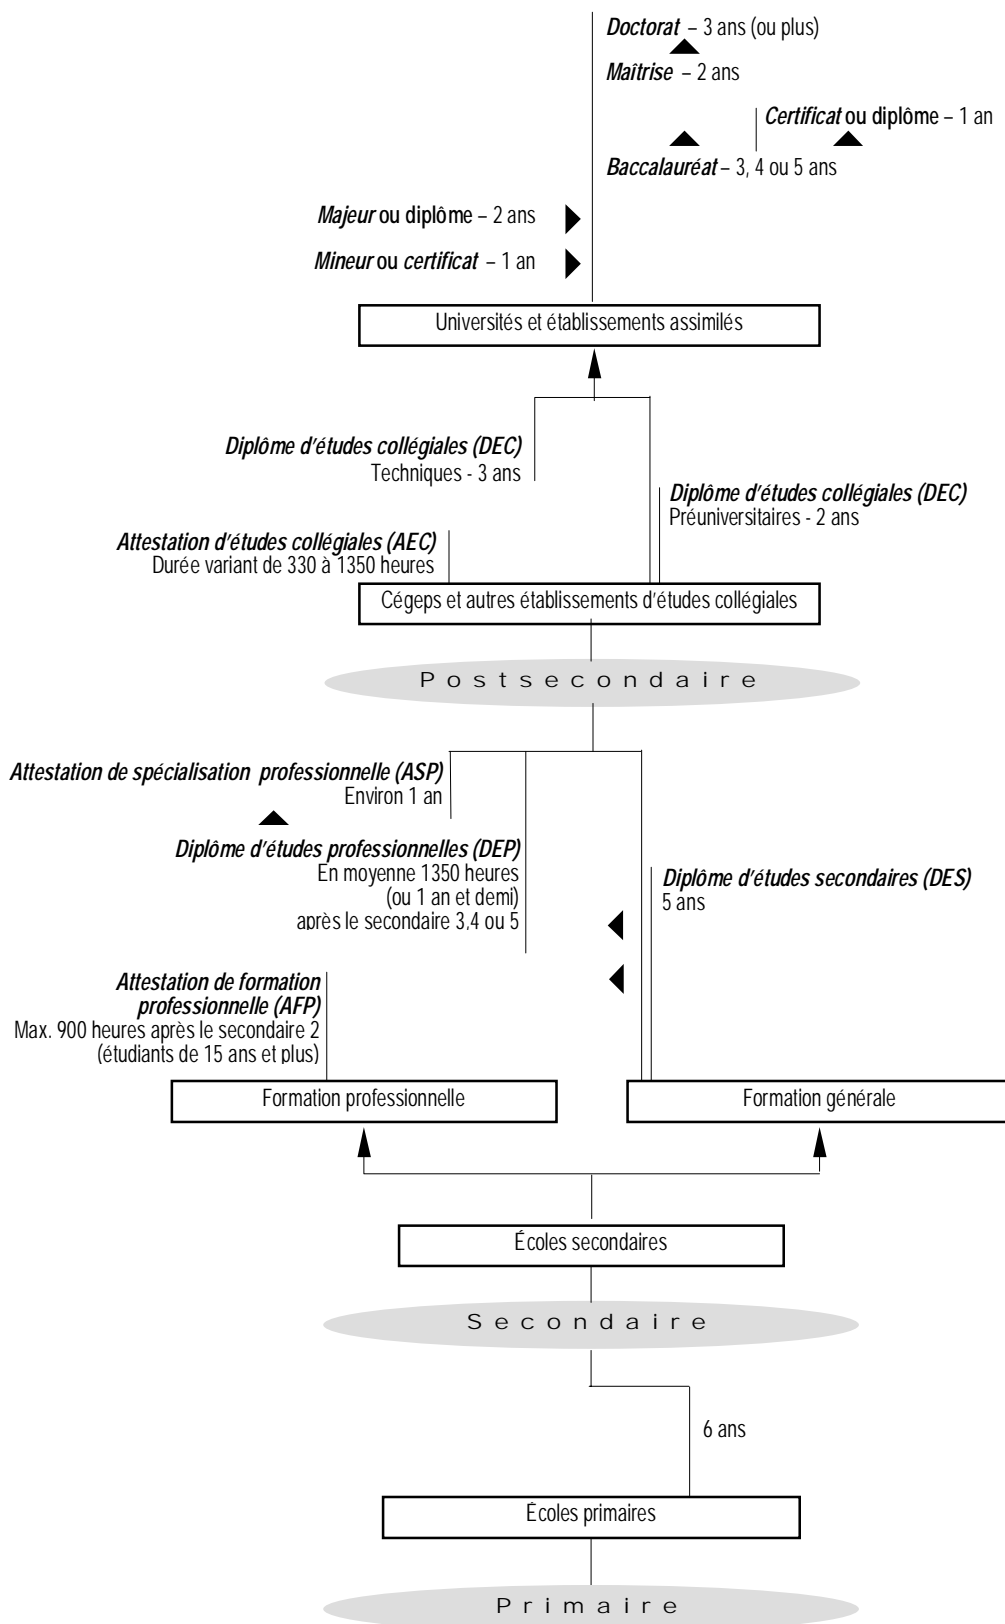 Doctorat – 3 ans (ou plus)
Maîtrise – 2 ans
Certificat ou diplôme – 1 an
Baccalauréat – 3, 4 ou 5 ans
Majeur ou diplôme – 2 ans
Mineur ou certificat – 1 an
Universités et établissements assimilés
Diplôme d'études collégiales (DEC)
Techniques - 3 ans
Diplôme d'études collégiales (DEC)
Préuniversitaires - 2 ans
Attestation d'études collégiales (AEC)
Durée variant de 330 à 1350 heures
Cégeps et autres établissements d'études collégiales
Postsecondaire
Attestation de spécialisation professionnelle (ASP)
Environ 1 an
Diplôme d'études professionnelles (DEP)
En moyenne 1350 heures
(ou 1 an et demi)
après le secondaire 3,4 ou 5
Diplôme d'études secondaires (DES)
5 ans
Attestation de formation
professionnelle (AFP)
Max. 900 heures après le secondaire 2
(étudiants de 15 ans et plus)
Formation professionnelle
Formation générale
Écoles secondaires
Secondaire
6 ans
Écoles primaires
Primaire